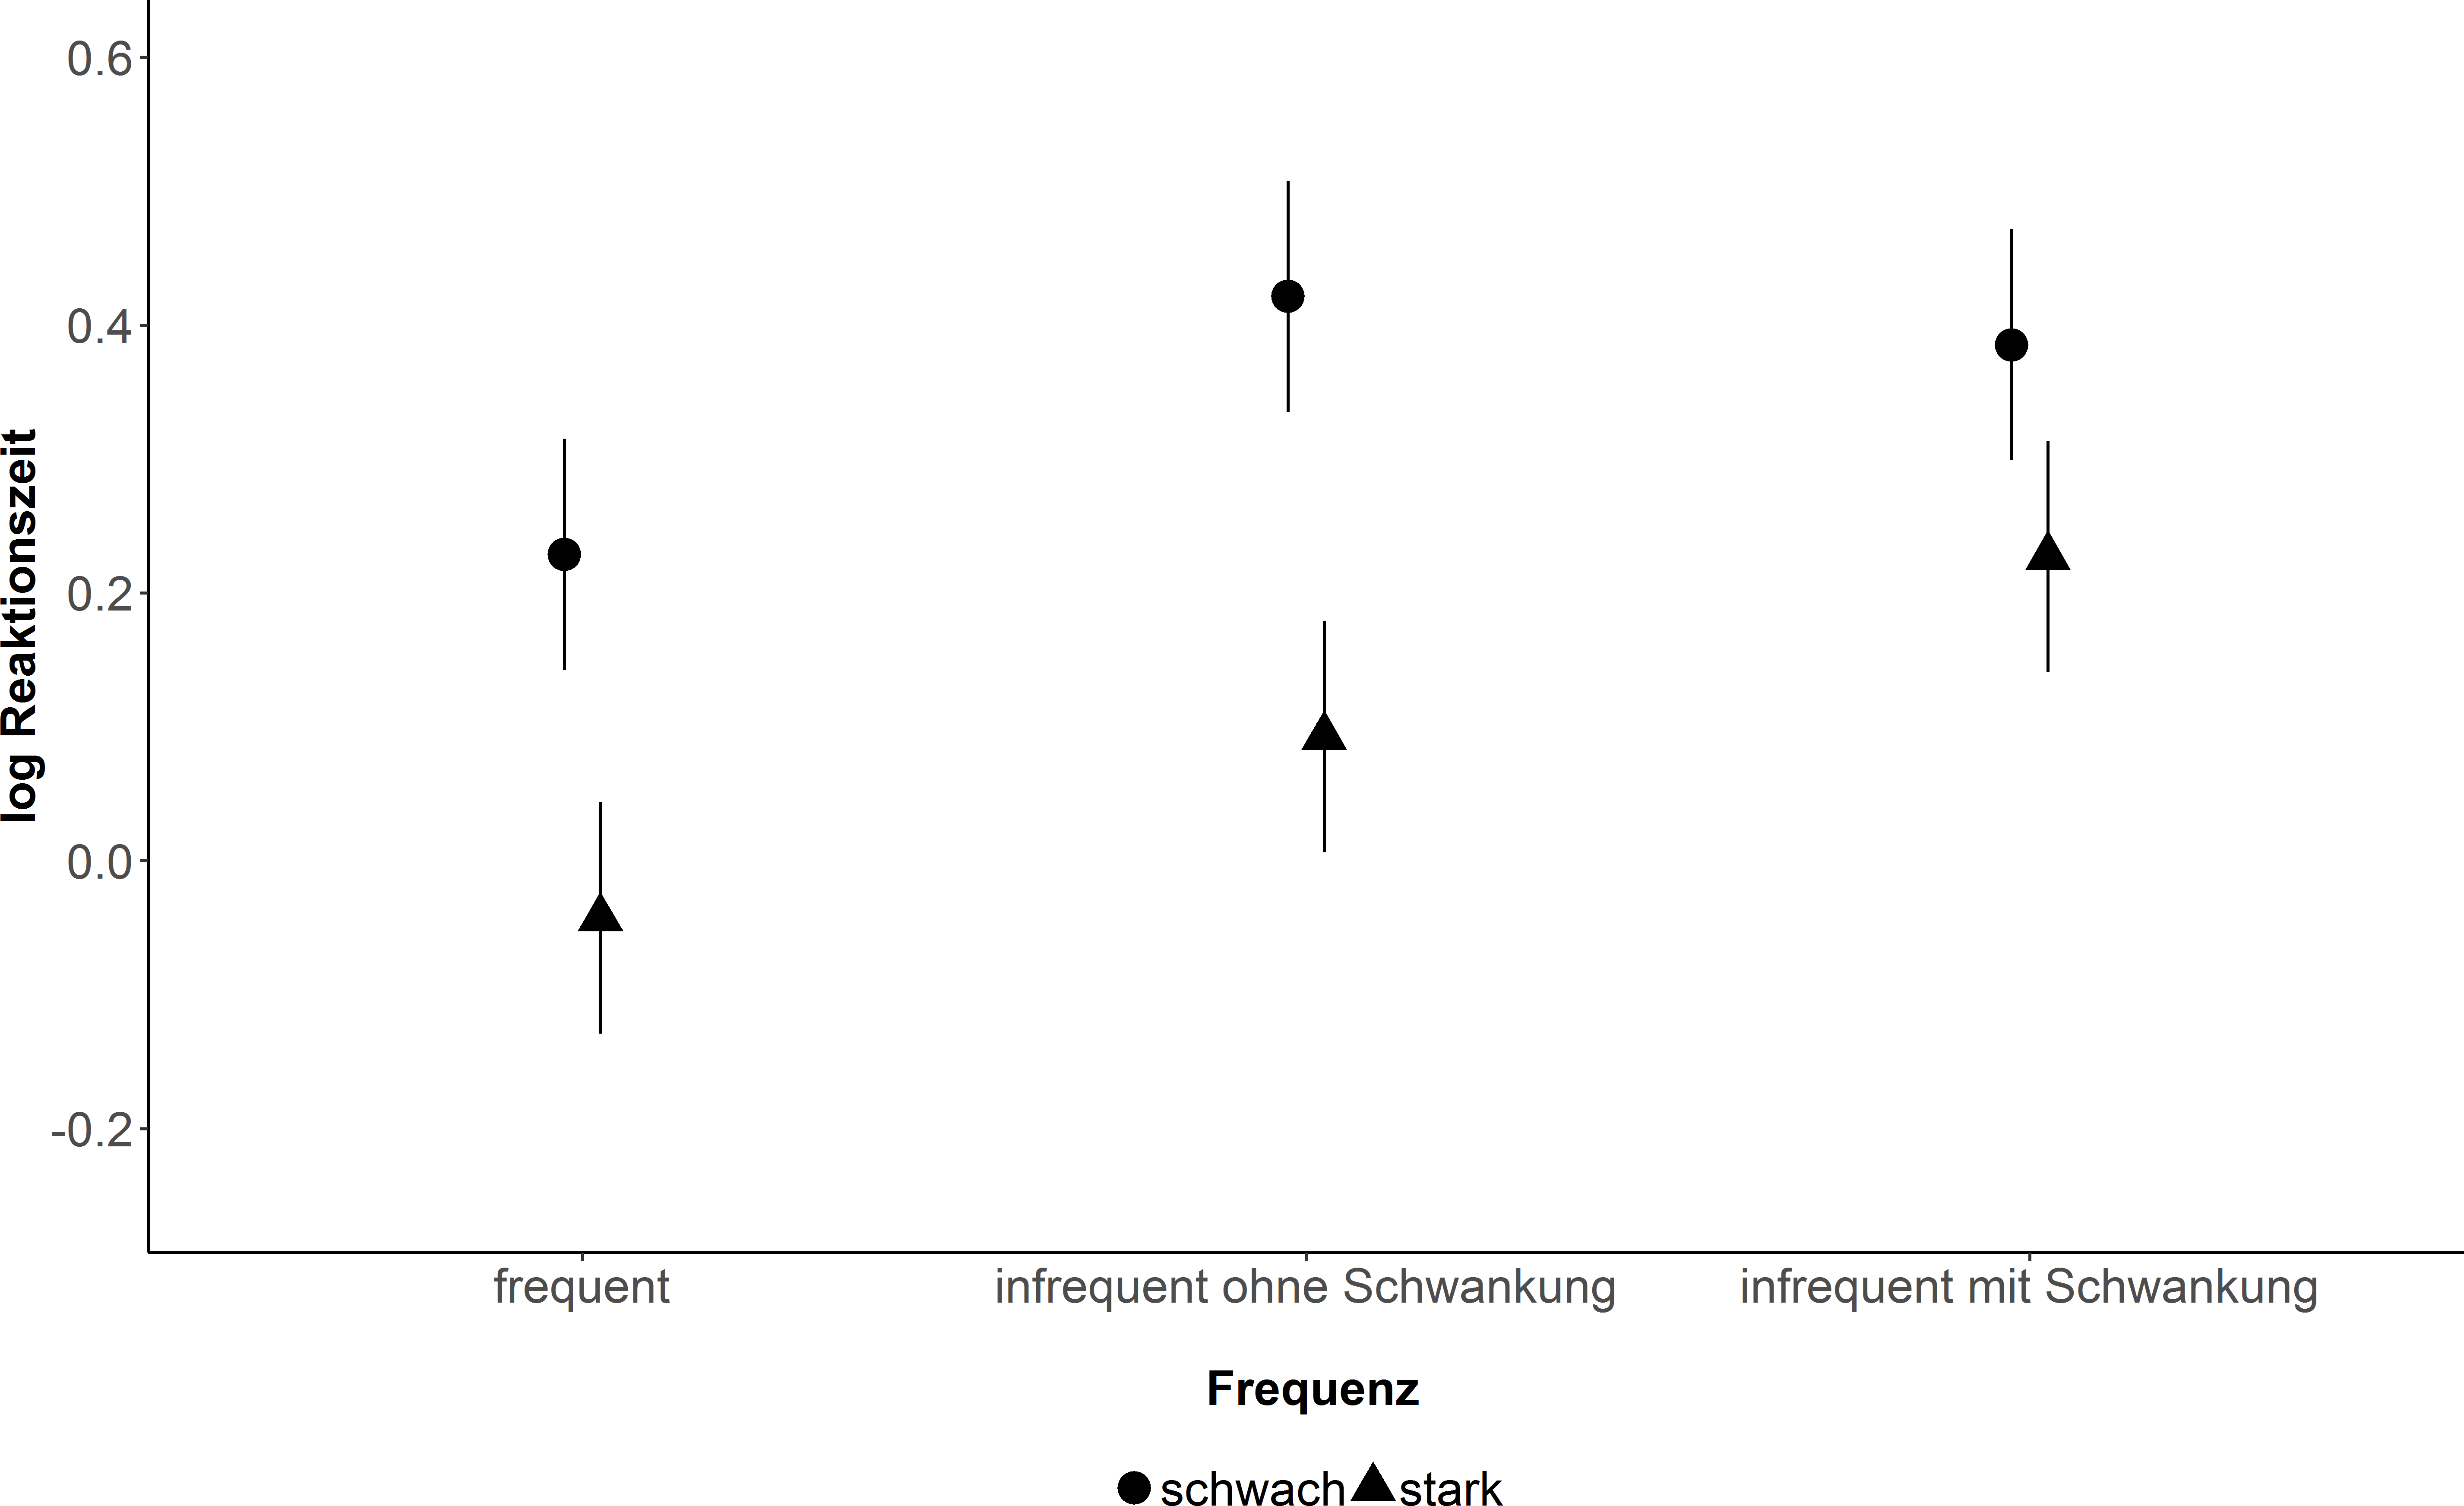 0.6
0.4
0.2
0.0
-0.2
log Reaktionszeit
frequent
infrequent ohne Schwankung
infrequent mit Schwankung
Frequenz
schwach stark